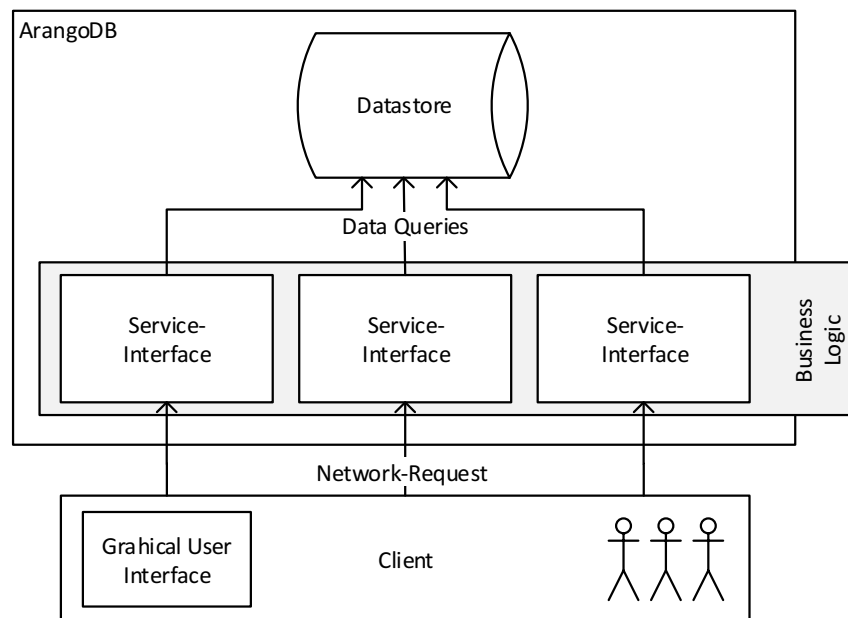 ArangoDB
Datastore
Data Queries
Service-
Interface
Service-
Interface
Service-
Interface
Business
Logic
Network-Request
Grahical User
Interface
Client